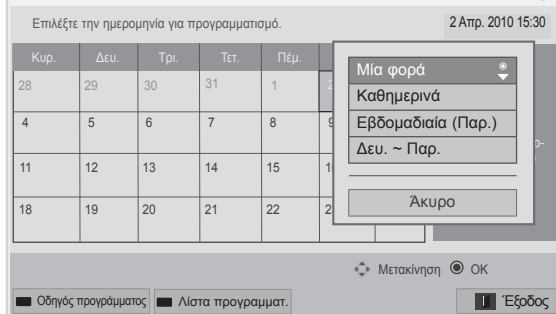 Επιλέξτε την ημερομηνία για προγραμματισμό.
2 Απρ. 2010 15:30
Κυρ. Δευ. Τρι. Τετ. Πέμ.
28 29 30 31 1 2
4 5 6 7 8 9
11 12 13 14 15
18 19 20 21 22
Μία φορά
Καθημερινά
Εβδομαδιαία (Παρ.)
Δευ. ~ Παρ.
Άκυρο
Μετακίνηση OK
Οδηγός προγράμματος Λίστα προγραμματ. Έξοδος